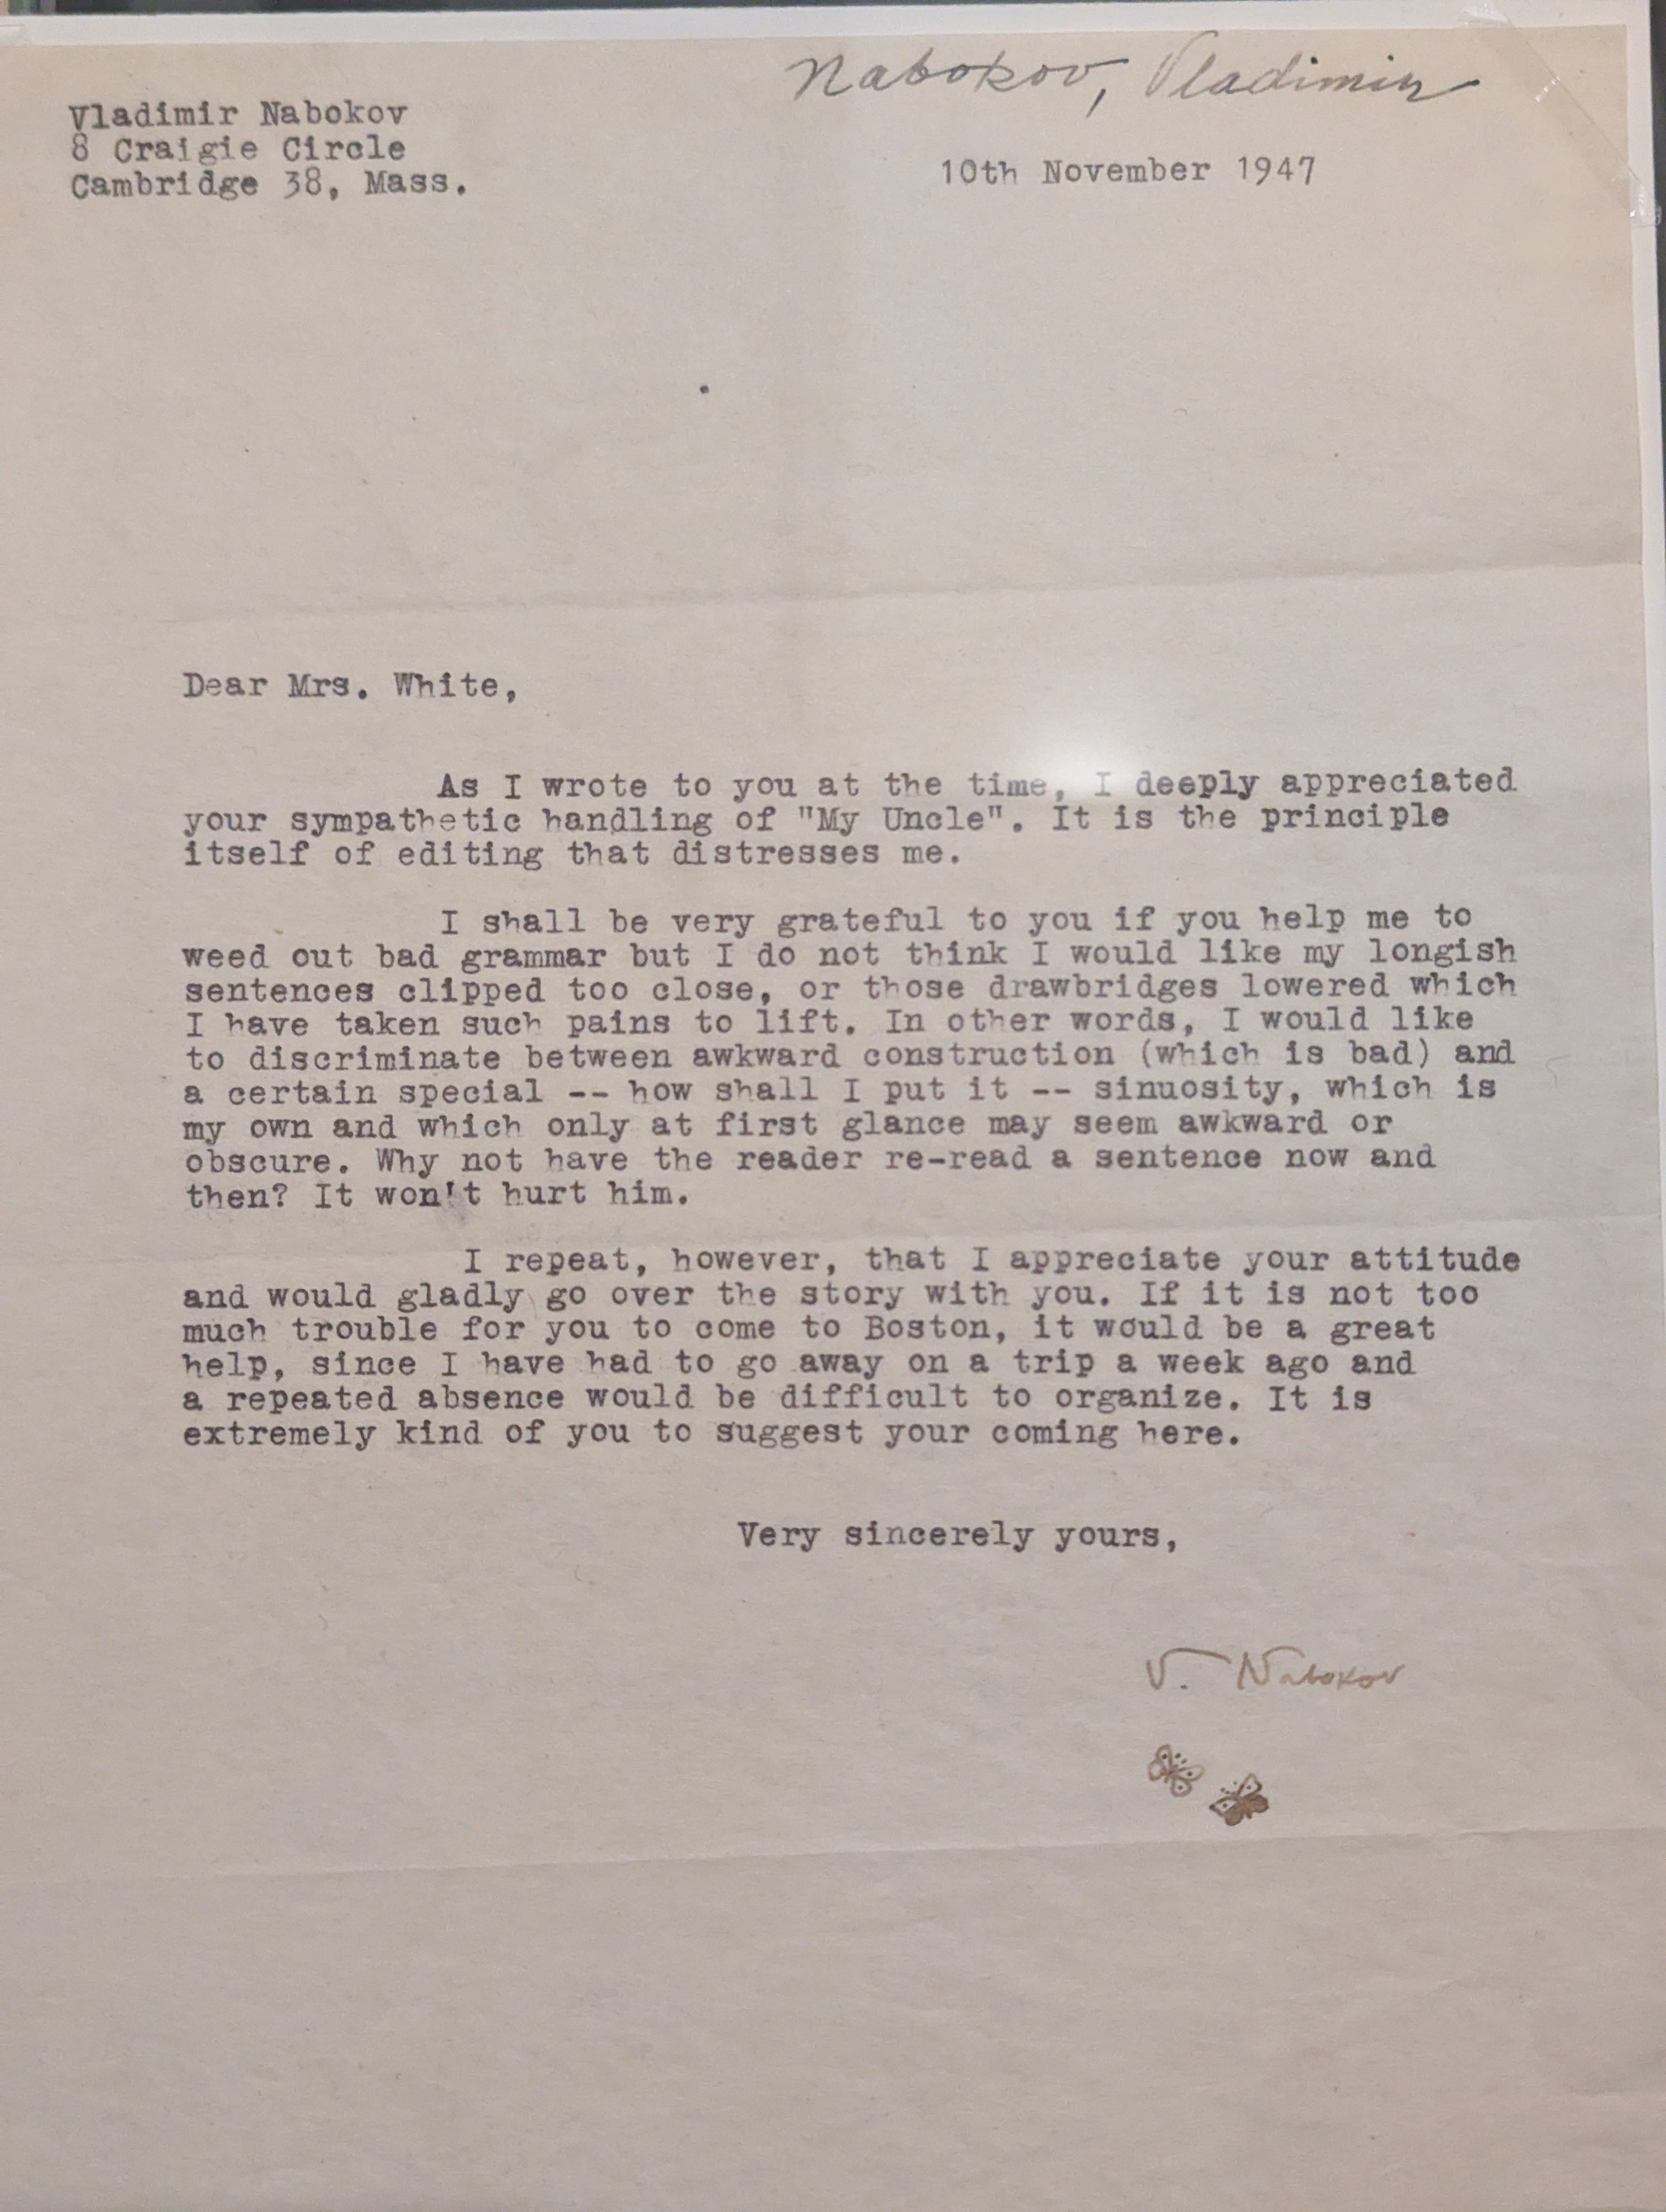 Nabokov, Vladimir
Vladimir Nabokov
8 Craigie Circle
Cambridge 38, Mass.
10th November 1947
Dear Mrs. White,
As I wrote to you at the time, I deeply appreciated
your sympathetic handling of "My Uncle". It is the principle
itself of editing that distresses me.
I shall be very grateful to you if you help me to
weed out bad grammar but I do not think I would like my longish
sentences clipped too close, or those drawbridges lowered which
I have taken such pains to lift. In other words, I would like
to discriminate between awkward construction (which is bad) and
a certain special -- how shall I put it -- sinuosity, which is
my own and which only at first glance may seem awkward or
obscure. Why not have the reader re-read a sentence now and
then? It won't hurt him.
I repeat, however, that I appreciate your attitude
and would gladly go over the story with you. If it is not too
much trouble for you to come to Boston, it would be a great
help, since I have had to go away on a trip a week ago and
a repeated absence would be difficult to organize. It is
extremely kind of you to suggest your coming here.
Very sincerely yours,
V. Nabokov